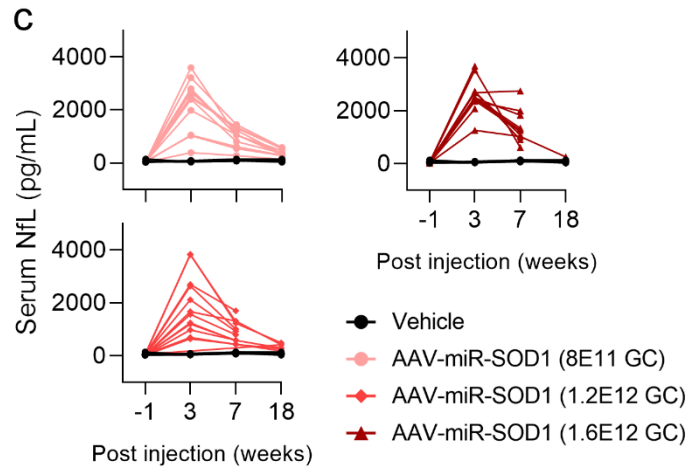 C
Serum NfL (pg/mL)
4000
2000
0
4000
2000
0
-1 3 7 18
Post injection (weeks)
4000
2000
0
-1 3 7 18
Post injection (weeks)
Vehicle
AAV-miR-SOD1 (8E11 GC)
AAV-miR-SOD1 (1.2E12 GC)
AAV-miR-SOD1 (1.6E12 GC)